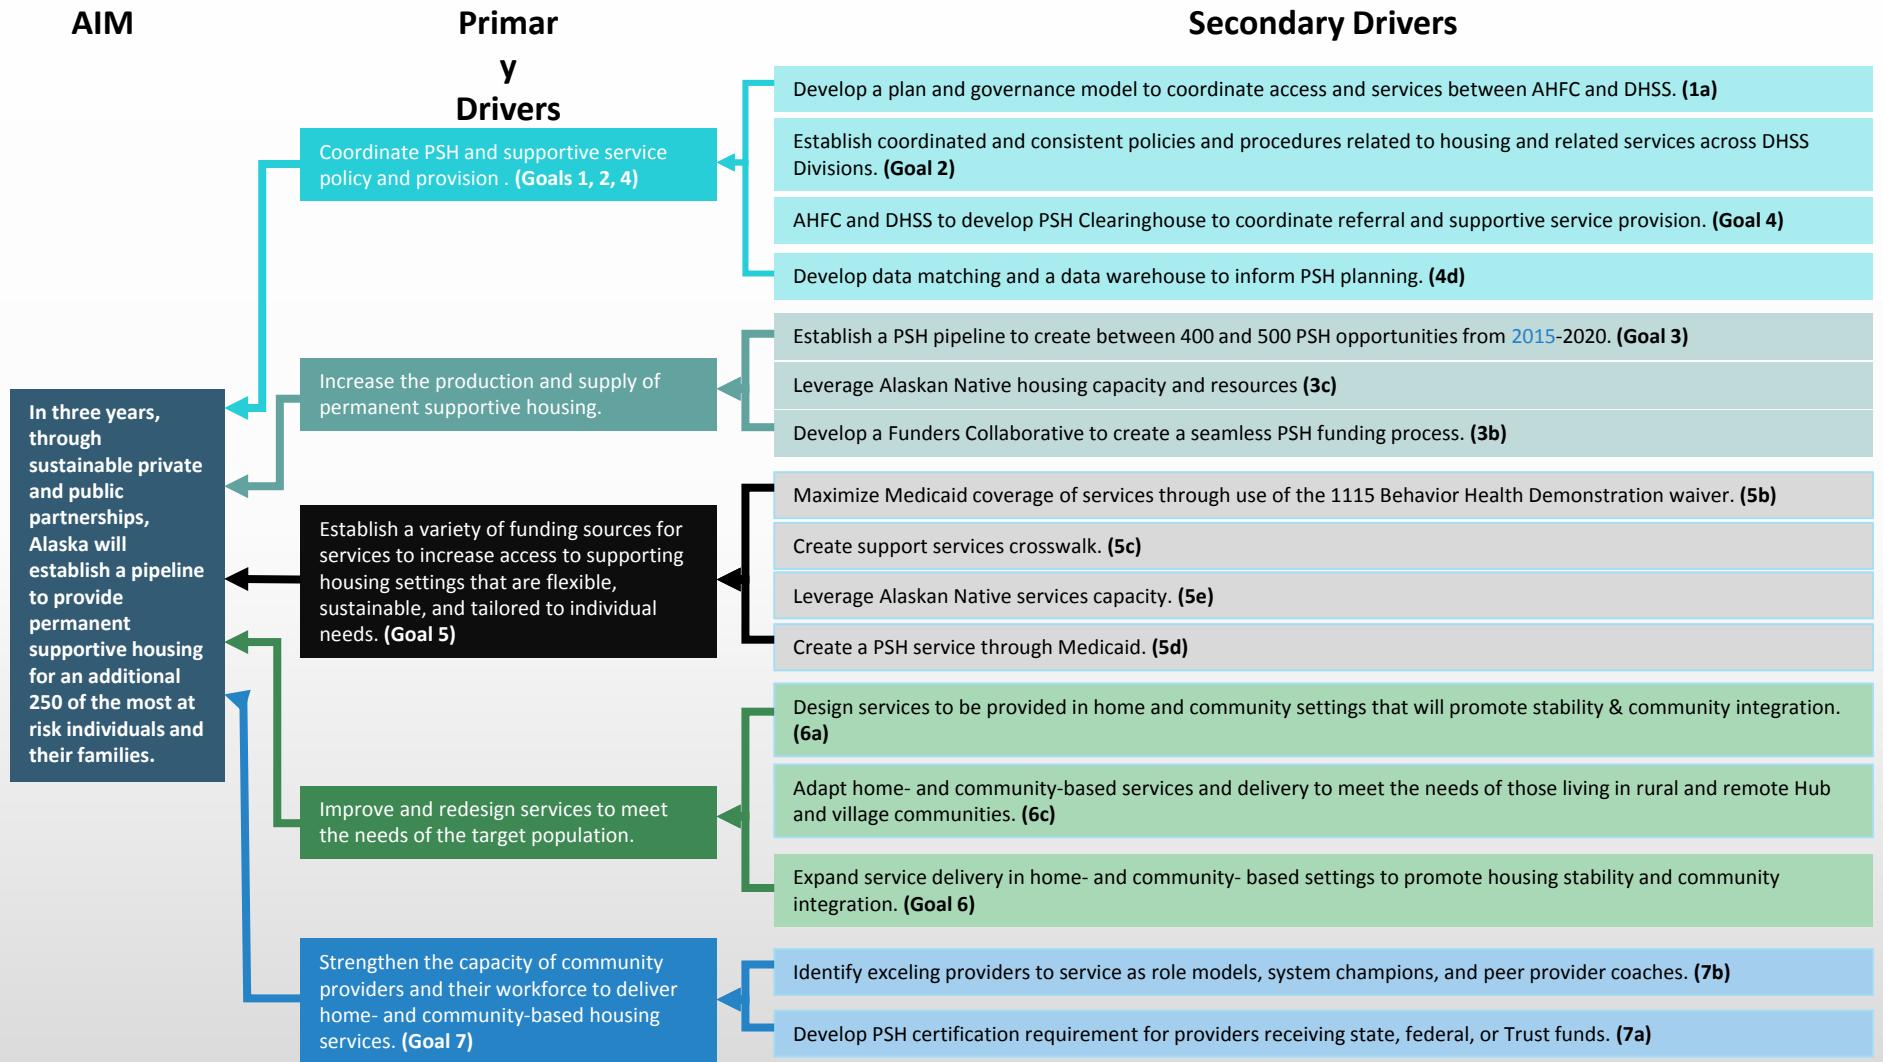 AIM
Primar
y
Drivers
Secondary Drivers
In three years,
through
sustainable private
and public
partnerships,
Alaska will
establish a pipeline
to provide
permanent
supportive housing
for an additional
250 of the most at
risk individuals and
their families.
Coordinate PSH and supportive service
policy and provision . (Goals 1, 2, 4)
Develop a plan and governance model to coordinate access and services between AHFC and DHSS. (1a)
Establish coordinated and consistent policies and procedures related to housing and related services across DHSS
Divisions. (Goal 2)
AHFC and DHSS to develop PSH Clearinghouse to coordinate referral and supportive service provision. (Goal 4)
Develop data matching and a data warehouse to inform PSH planning. (4d)
Increase the production and supply of
permanent supportive housing.
Establish a PSH pipeline to create between 400 and 500 PSH opportunities from 2015-2020. (Goal 3)
Leverage Alaskan Native housing capacity and resources (3c)
Develop a Funders Collaborative to create a seamless PSH funding process. (3b)
Establish a variety of funding sources for
services to increase access to supporting
housing settings that are flexible,
sustainable, and tailored to individual
needs. (Goal 5)
Maximize Medicaid coverage of services through use of the 1115 Behavior Health Demonstration waiver. (5b)
Create support services crosswalk. (5c)
Leverage Alaskan Native services capacity. (5e)
Create a PSH service through Medicaid. (5d)
Improve and redesign services to meet
the needs of the target population.
Design services to be provided in home and community settings that will promote stability & community integration.
(6a)
Adapt home- and community-based services and delivery to meet the needs of those living in rural and remote Hub
and village communities. (6c)
Expand service delivery in home- and community- based settings to promote housing stability and community
integration. (Goal 6)
Strengthen the capacity of community
providers and their workforce to deliver
home- and community-based housing
services. (Goal 7)
Identify exceling providers to service as role models, system champions, and peer provider coaches. (7b)
Develop PSH certification requirement for providers receiving state, federal, or Trust funds. (7a)